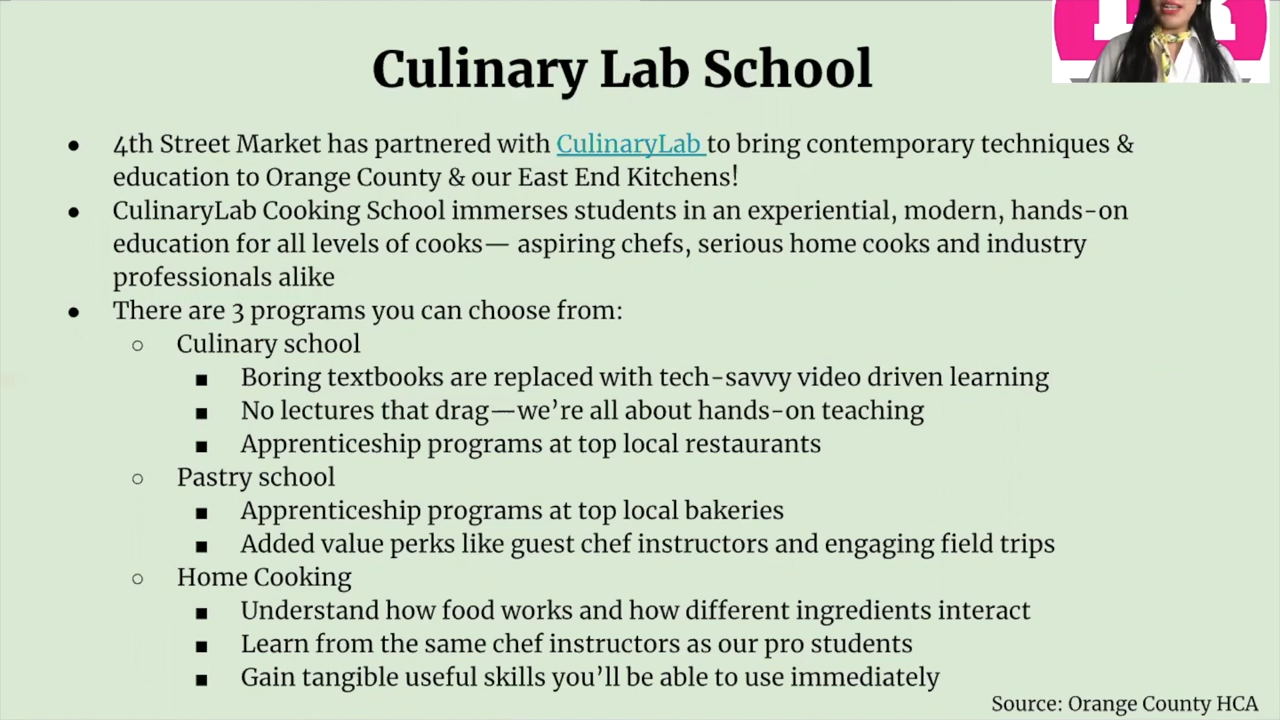 Culinary Lab School
● 4th Street Market has partnered with CulinaryLab to bring contemporary techniques &
education to Orange County & our East End Kitchens!
● CulinaryLab Cooking School immerses students in an experiential, modern, hands-on
education for all levels of cooks— aspiring chefs, serious home cooks and industry
professionals alike
● There are 3 programs you can choose from:
○ Culinary school
■ Boring textbooks are replaced with tech-savvy video driven learning
■ No lectures that drag—we’re all about hands-on teaching
■ Apprenticeship programs at top local restaurants
○ Pastry school
■ Apprenticeship programs at top local bakeries
■ Added value perks like guest chef instructors and engaging field trips
○ Home Cooking
■ Understand how food works and how different ingredients interact
■ Learn from the same chef instructors as our pro students
■ Gain tangible useful skills you’ll be able to use immediately
Source: Orange County HCA